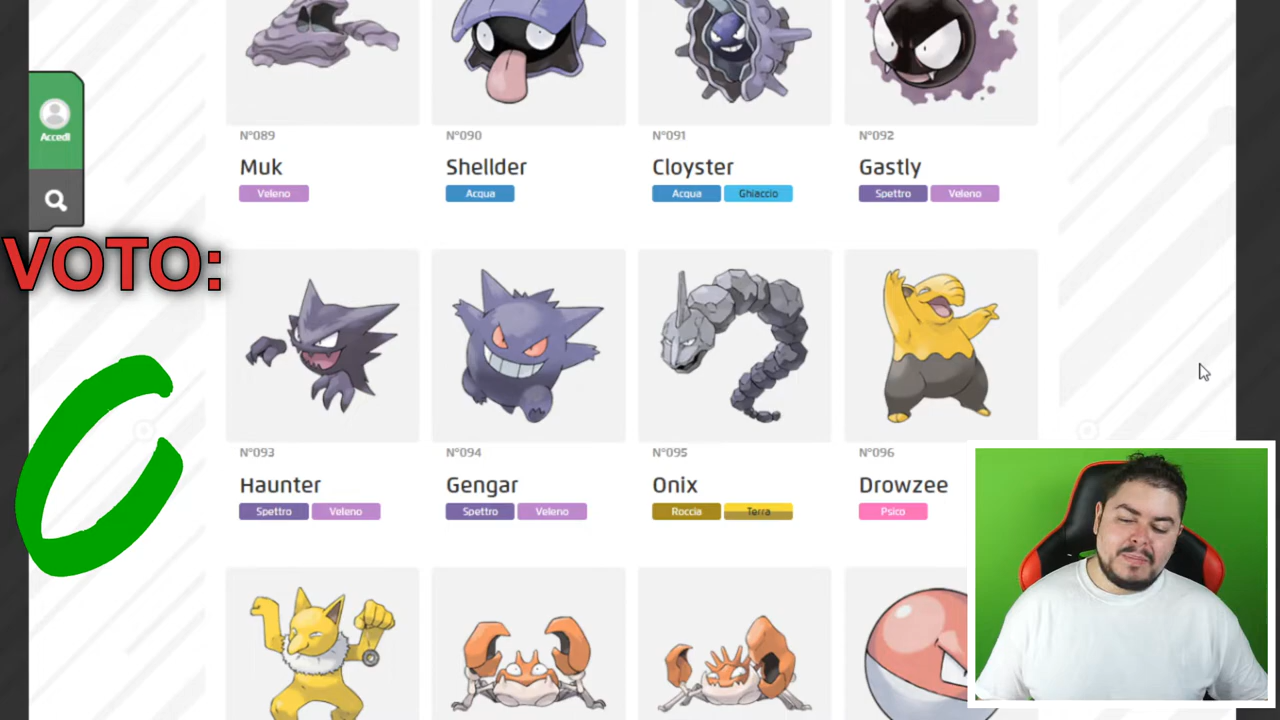 N°089
N°090
N°091
N°092
Muk
Shellder
Cloyster
Gastly
Veleno
Acqua
Acqua
Ghiaccio
Spettro
Veleno
Accedi
VOTO:
N°093
N°094
N°095
N°096
Haunter
Gengar
Onix
Drowzee
Spettro
Veleno
Spettro
Veleno
Roccia
Terra
Psico